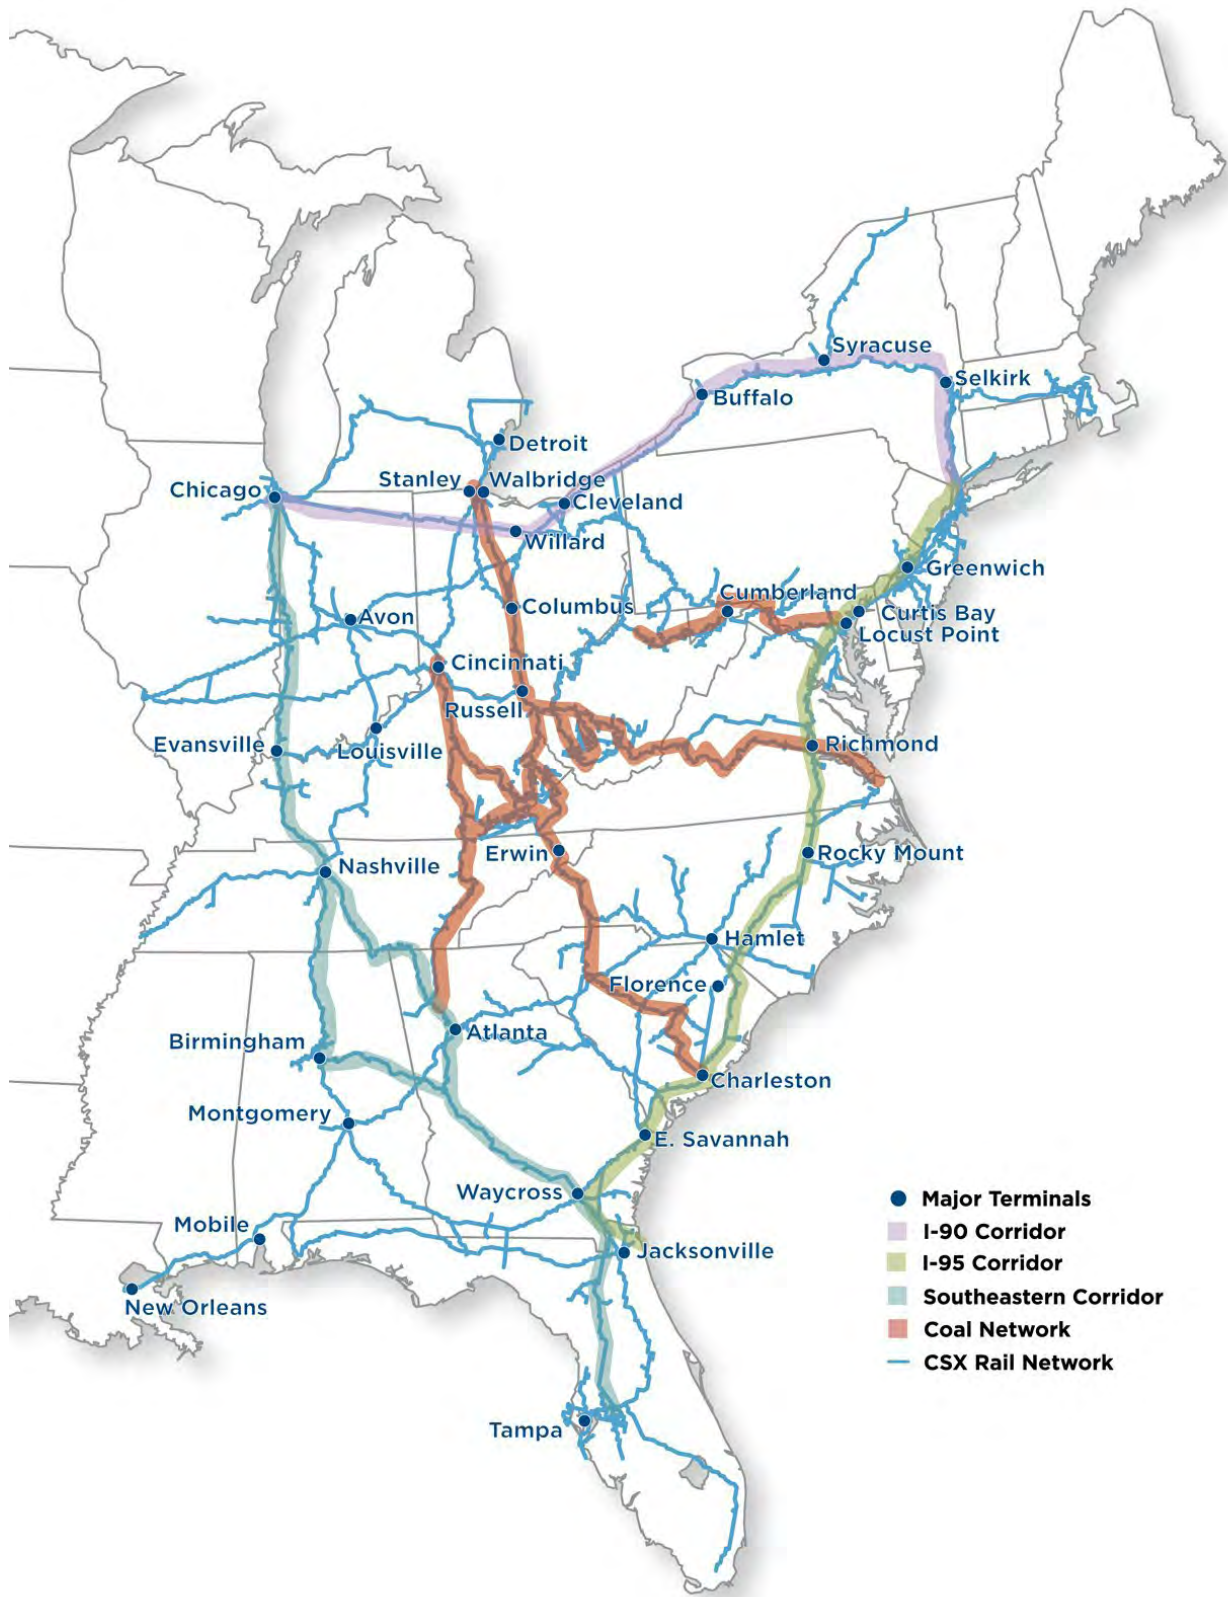 Syracuse
Selkirk
Buffalo
Detroit
Stanley
Walbridge
Chicago
Cleveland
Willard
Greenwich
Cumberland
Columbus
Curtis Bay
Avon
Locust Point
Cincinnati
Russell
Evansville
Louisville
Richmond
Erwin
Rocky Mount
Nashville
Hamlet
Florence
Atlanta
Birmingham
Charleston
Montgomery
E. Savannah
Waycross
Mobile
Jacksonville
New Orleans
Tampa
Major Terminals
I-90 Corridor
I-95 Corridor
Southeastern Corridor
Coal Network
CSX Rail Network